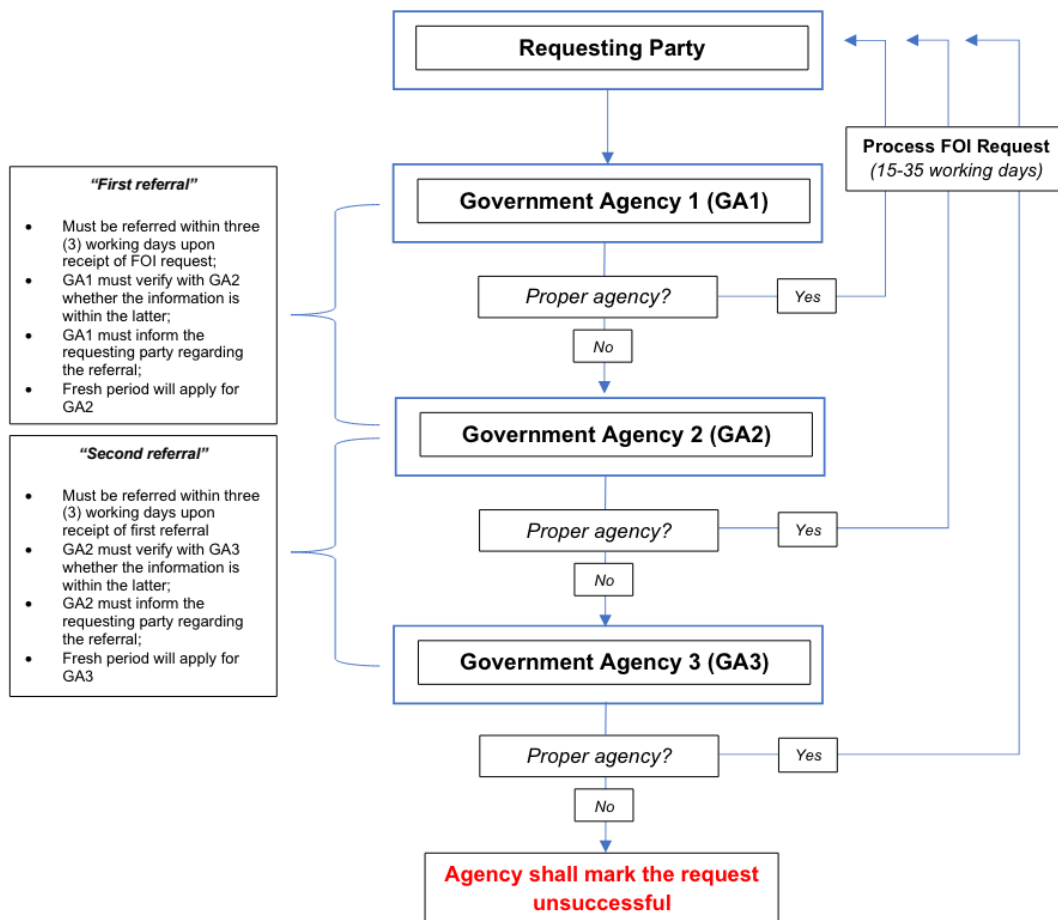 Requesting Party
Process FOI Request
(15-35 working days)
“First referral”
• Must be referred within three
(3) working days upon
receipt of FOI request;
• GA1 must verify with GA2
whether the information is
within the latter;
• GA1 must inform the
requesting party regarding
the referral;
• Fresh period will apply for
GA2
Government Agency 1 (GA1)
Proper agency?
Yes
No
Government Agency 2 (GA2)
“Second referral”
• Must be referred within three
(3) working days upon
receipt of first referral
• GA2 must verify with GA3
whether the information is
within the latter;
• GA2 must inform the
requesting party regarding
the referral;
• Fresh period will apply for
GA3
Proper agency?
Yes
No
Government Agency 3 (GA3)
Proper agency?
Yes
No
Agency shall mark the request
unsuccessful